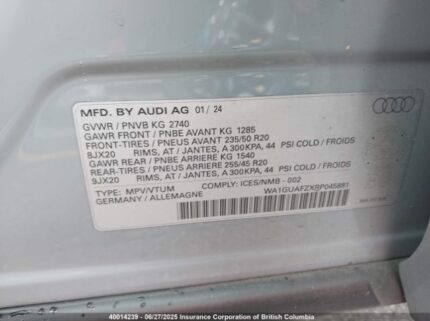 MFD. BY AUDI AG 01 / 24
GVWR / PNVB KG 2740
GAWR FRONT / PNBE AVANT KG 1285
FRONT-TIRES / PNEUS AVANT 235/50 R20
8JX20 RIMS, AT / JANTES, A 300KPA, 44 PSI COLD / FROIDS
GAWR REAR / PNBE ARRIERE KG 1540
REAR-TIRES / PNEUS ARRIERE 255/45 R20
9JX20 RIMS, AT / JANTES, A 300KPA, 44 PSI COLD / FROIDS
TYPE: MPV/VTUM COMPLY: ICES/NMB - 002
GERMANY / ALLEMAGNE WA1GUAFZXRP045881
40014239 - 06/27/2025 Insurance Corporation of British Columbia